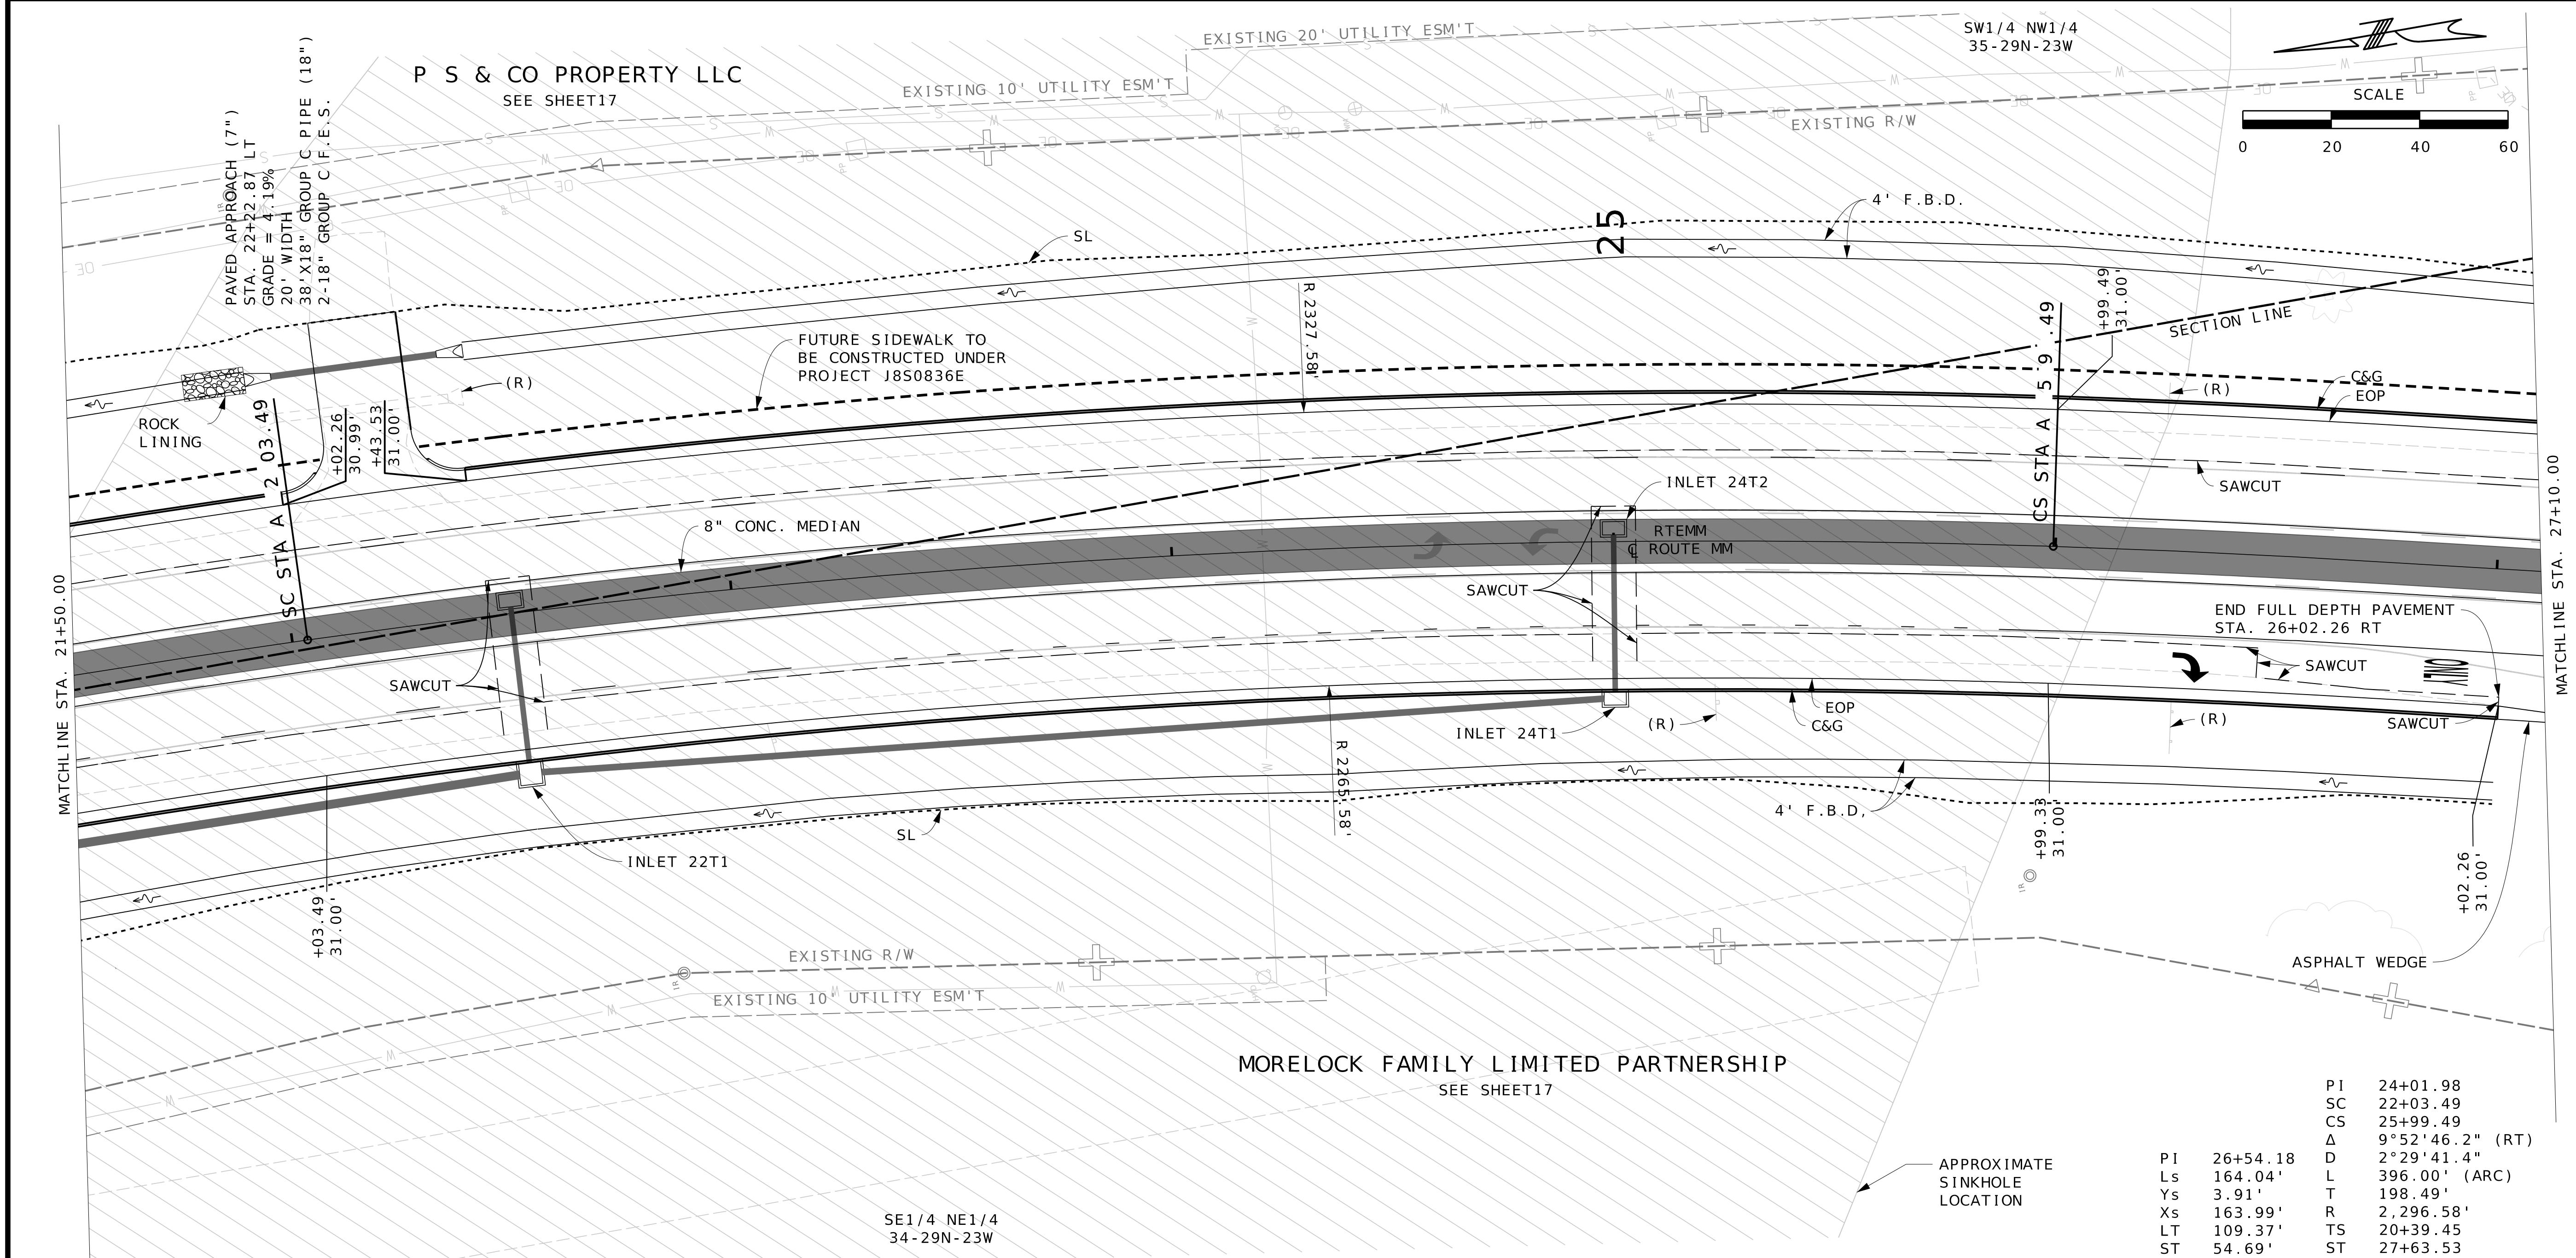 P S & CO PROPERTY LLC
SEE SHEET17
EXISTING 20' UTILITY ESM'T
EXISTING 10' UTILITY ESM'T
SW1/4 NW1/4
35-29N-23W
SCALE
0 20 40 60
EXISTING R/W
PAVED APPROACH (7")
STA. 22+22.87 LT
GRADE = 4.19%
20' WIDTH
38'X18" GROUP C PIPE (18")
2-18" GROUP C F.E.S.
4' F.B.D.
SL
25
R 2327.58'
+99.49
31.00'
SECTION LINE
FUTURE SIDEWALK TO
BE CONSTRUCTED UNDER
PROJECT J8S0836E
(R)
ROCK
LINING
+02.26
30.99'
+43.53
31.00'
SC STA A 2 03.49
CS STA A 5.9 .49
(R)
C&G
EOP
SAWCUT
INLET 24T2
8" CONC. MEDIAN
RTEMM
℄ ROUTE MM
SAWCUT
SAWCUT
END FULL DEPTH PAVEMENT
STA. 26+02.26 RT
SAWCUT
SAWCUT
MATCHLINE STA. 21+50.00
MATCHLINE STA. 27+10.00
INLET 24T1
(R)
EOP
C&G
(R)
R 2265.58'
INLET 22T1
SL
4' F.B.D,
+03.49
31.00'
+99.33
31.00'
IR
+02.26
31.00'
ASPHALT WEDGE
EXISTING R/W
IR
EXISTING 10' UTILITY ESM'T
MORELOCK FAMILY LIMITED PARTNERSHIP
SEE SHEET17
APPROXIMATE
SINKHOLE
LOCATION
SE1/4 NE1/4
34-29N-23W
PI 26+54.18
Ls 164.04'
Ys 3.91'
Xs 163.99'
LT 109.37'
ST 54.69'
PI 24+01.98
SC 22+03.49
CS 25+99.49
Δ 9°52'46.2" (RT)
D 2°29'41.4"
L 396.00' (ARC)
T 198.49'
R 2,296.58'
TS 20+39.45
ST 27+63.53